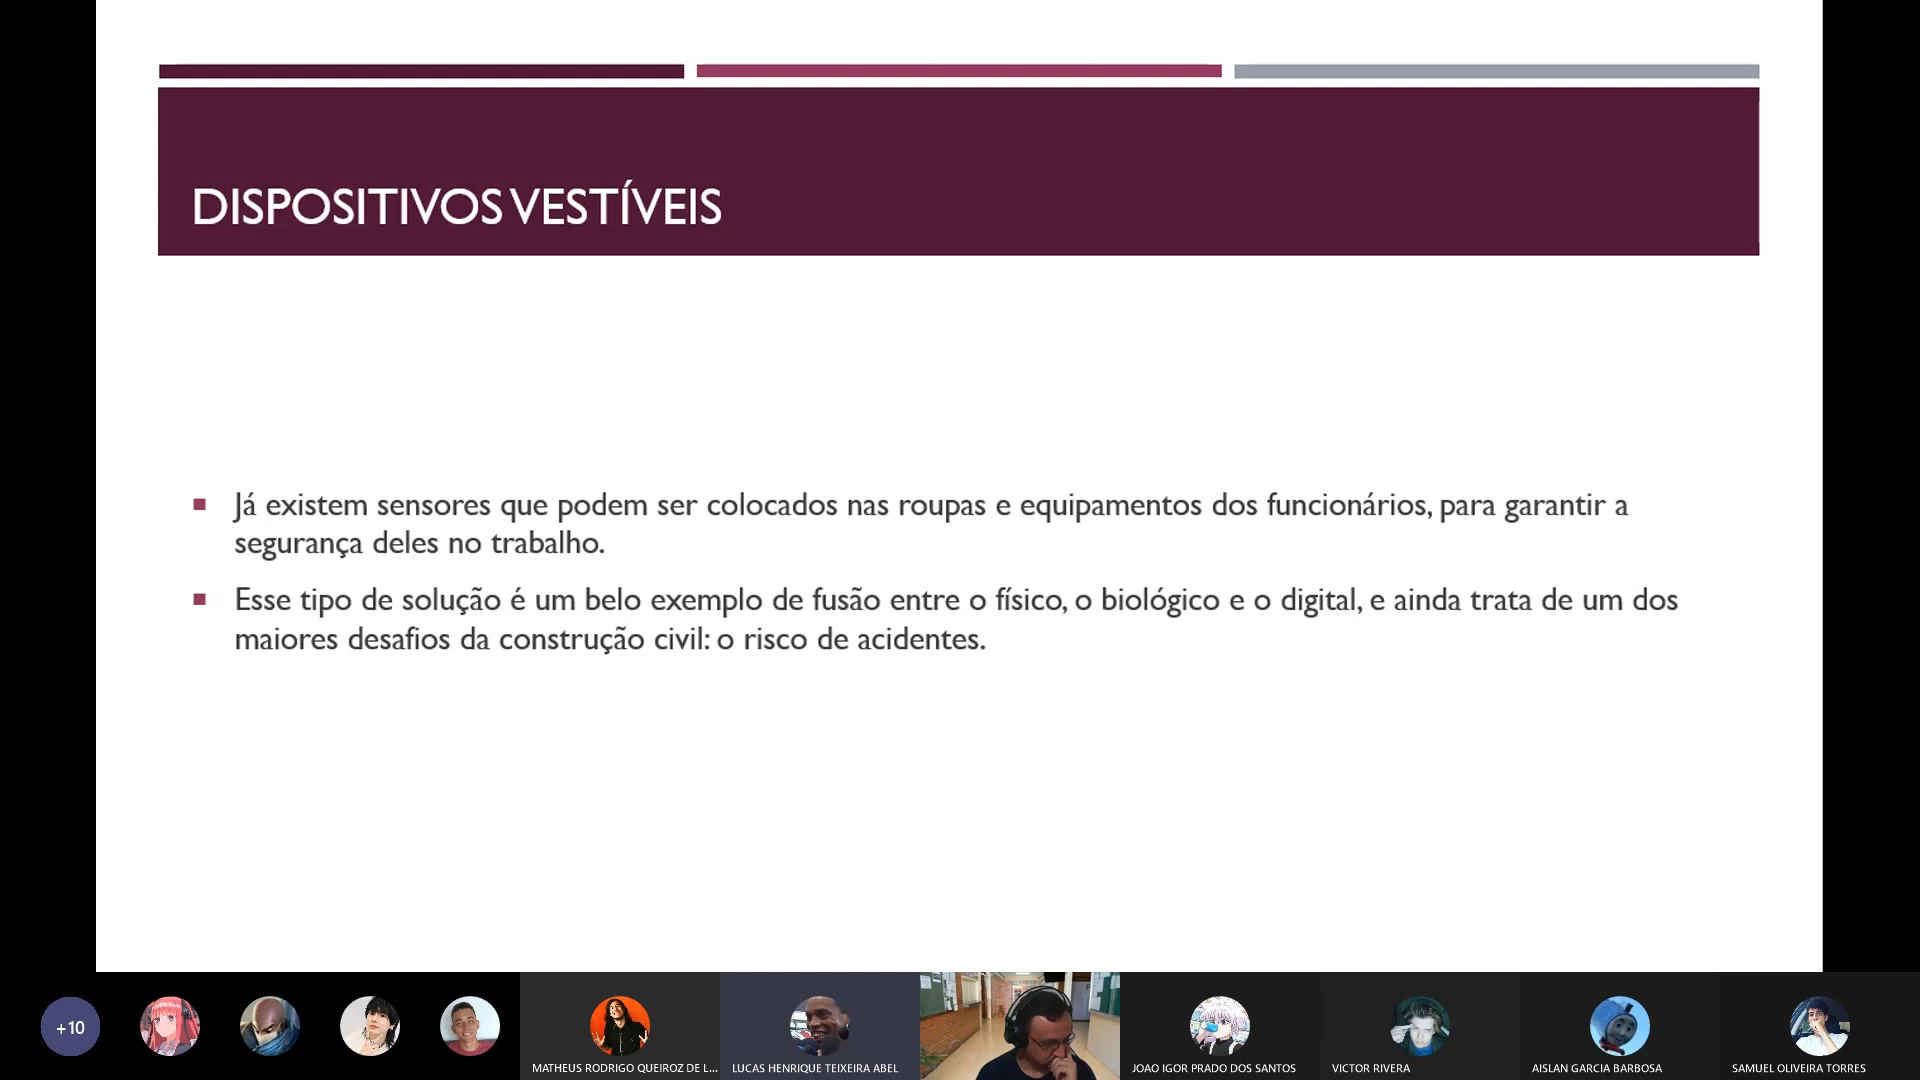 DISPOSITIVOS VESTÍVEIS
Já existem sensores que podem ser colocados nas roupas e equipamentos dos funcionários, para garantir a
segurança deles no trabalho.
Esse tipo de solução é um belo exemplo de fusão entre o físico, o biológico e o digital, e ainda trata de um dos
maiores desafios da construção civil: o risco de acidentes.
+10
MATHEUS RODRIGO QUEIROZ DE L...
LUCAS HENRIQUE TEIXEIRA ABEL
JOAO IGOR PRADO DOS SANTOS
VICTOR RIVERA
AISLAN GARCIA BARBOSA
SAMUEL OLIVEIRA TORRES